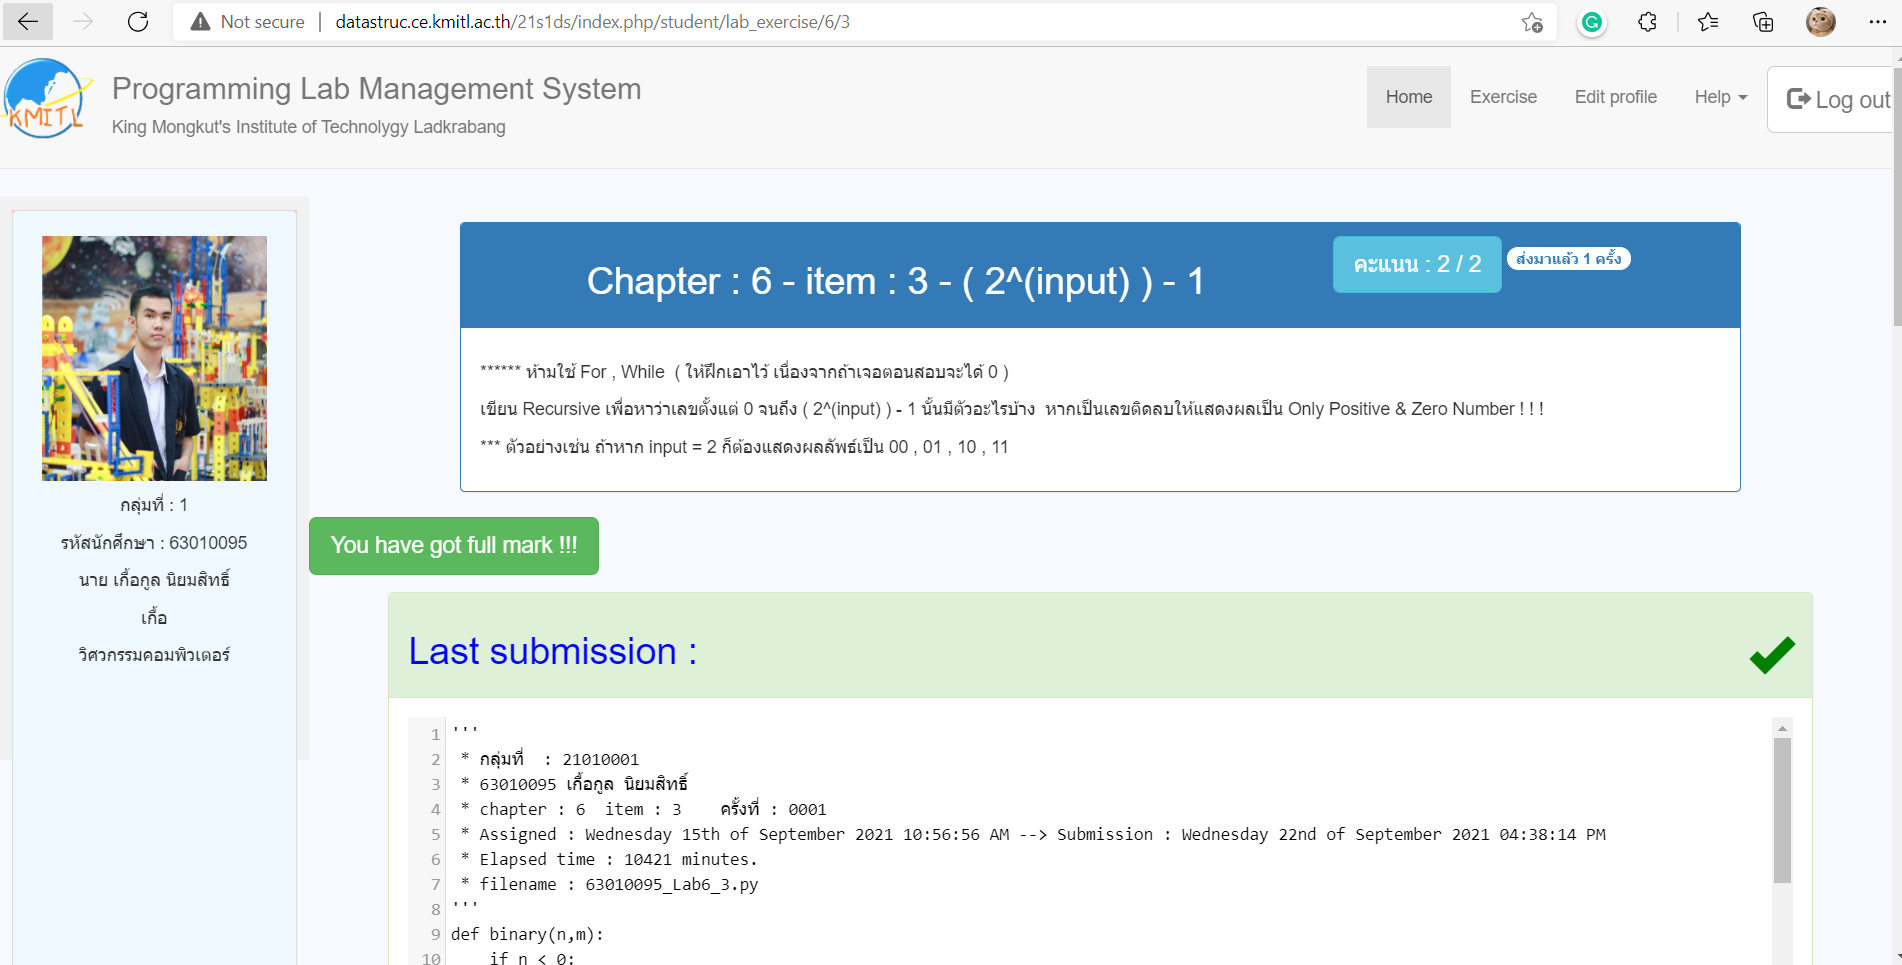 Not secure | datastruc.ce.kmitl.ac.th/21s1ds/index.php/student/lab_exercise/6/3
KMITL
Programming Lab Management System
King Mongkut's Institute of Technolygy Ladkrabang
Home
Exercise
Edit profile
Help
Log out
กลุ่มที่ : 1
รหัสนักศึกษา : 63010095
นาย เกื้อกูล นิยมสิทธิ์
เกื้อ
วิศวกรรมคอมพิวเตอร์
Chapter : 6 - item : 3 - ( 2^(input) ) - 1
คะแนน : 2 / 2
ส่งมาแล้ว 1 ครั้ง
****** ห้ามใช้ For , While ( ให้ฝึกเอาไว้ เนื่องจากถ้าเจอตอนสอบจะได้ 0 )
เขียน Recursive เพื่อหาว่าเลขตั้งแต่ 0 จนถึง ( 2^(input) ) - 1 นั้นมีตัวอะไรบ้าง หากเป็นเลขติดลบให้แสดงผลเป็น Only Positive & Zero Number ! ! !
*** ตัวอย่างเช่น ถ้าหาก input = 2 ก็ต้องแสดงผลลัพธ์เป็น 00 , 01 , 10 , 11
You have got full mark !!!
Last submission :
1 '''
2 * กลุ่มที่ : 21010001
3 * 63010095 เกื้อกูล นิยมสิทธิ์
4 * chapter : 6 item : 3 ครั้งที่ : 0001
5 * Assigned : Wednesday 15th of September 2021 10:56:56 AM --> Submission : Wednesday 22nd of September 2021 04:38:14 PM
6 * Elapsed time : 10421 minutes.
7 * filename : 63010095_Lab6_3.py
8 '''
9 def binary(n,m):
10 if n < 0: